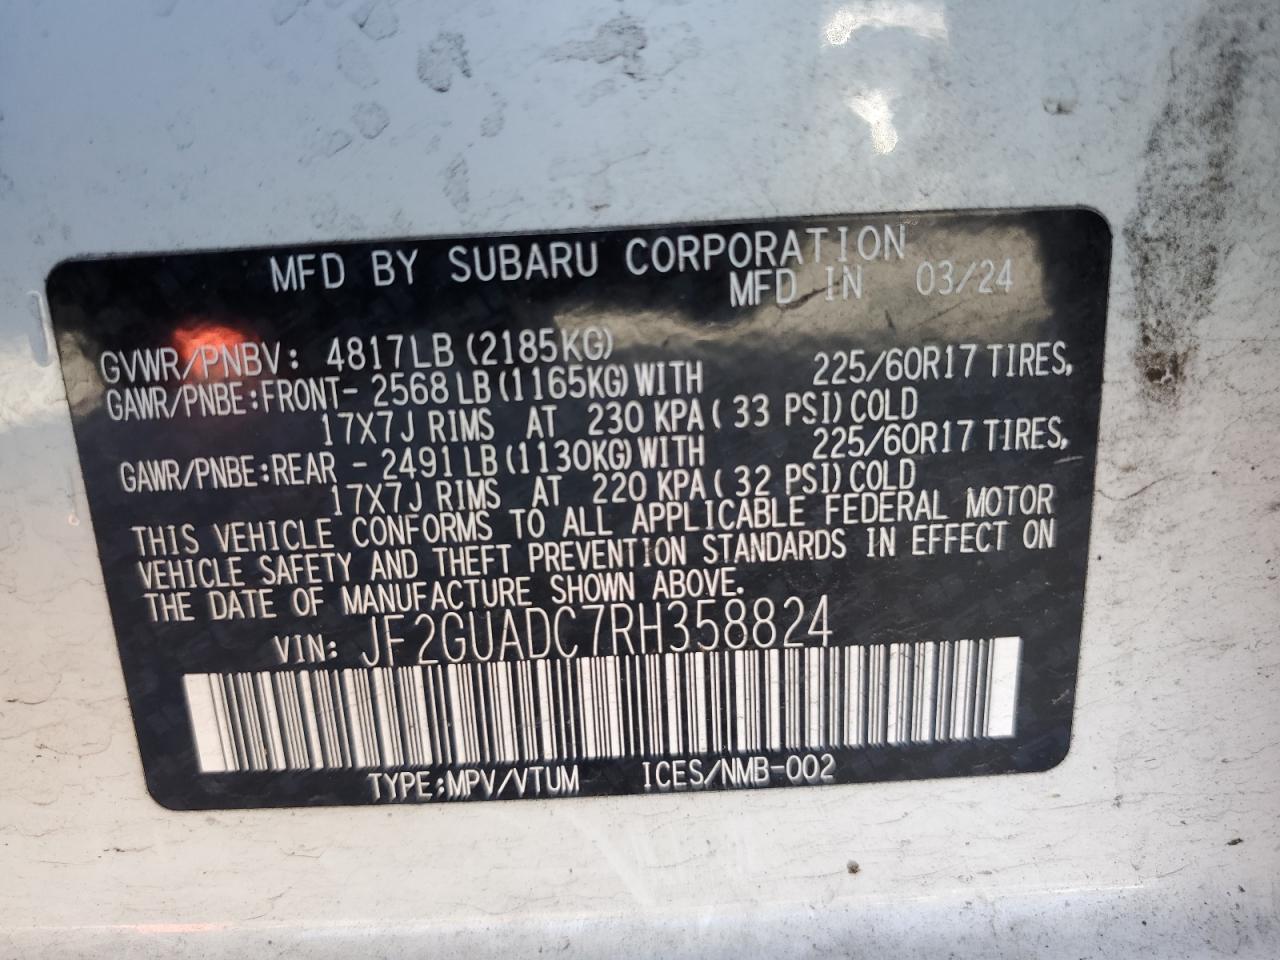 MFD BY SUBARU CORPORATION
MFD IN 03/24
GVWR/PNBV: 4817LB (2185KG)
GAWR/PNBE:FRONT- 2568 LB (1165KG) WITH 225/60R17 TIRES,
17X7J RIMS AT 230 KPA ( 33 PSI) COLD
GAWR/PNBE:REAR - 2491 LB (1130KG) WITH 225/60R17 TIRES,
17X7J RIMS AT 220 KPA ( 32 PSI) COLD
THIS VEHICLE CONFORMS TO ALL APPLICABLE FEDERAL MOTOR
VEHICLE SAFETY AND THEFT PREVENTION STANDARDS IN EFFECT ON
THE DATE OF MANUFACTURE SHOWN ABOVE.
VIN: JF2GUADC7RH358824
TYPE:MPV/VTUM ICES/NMB-002